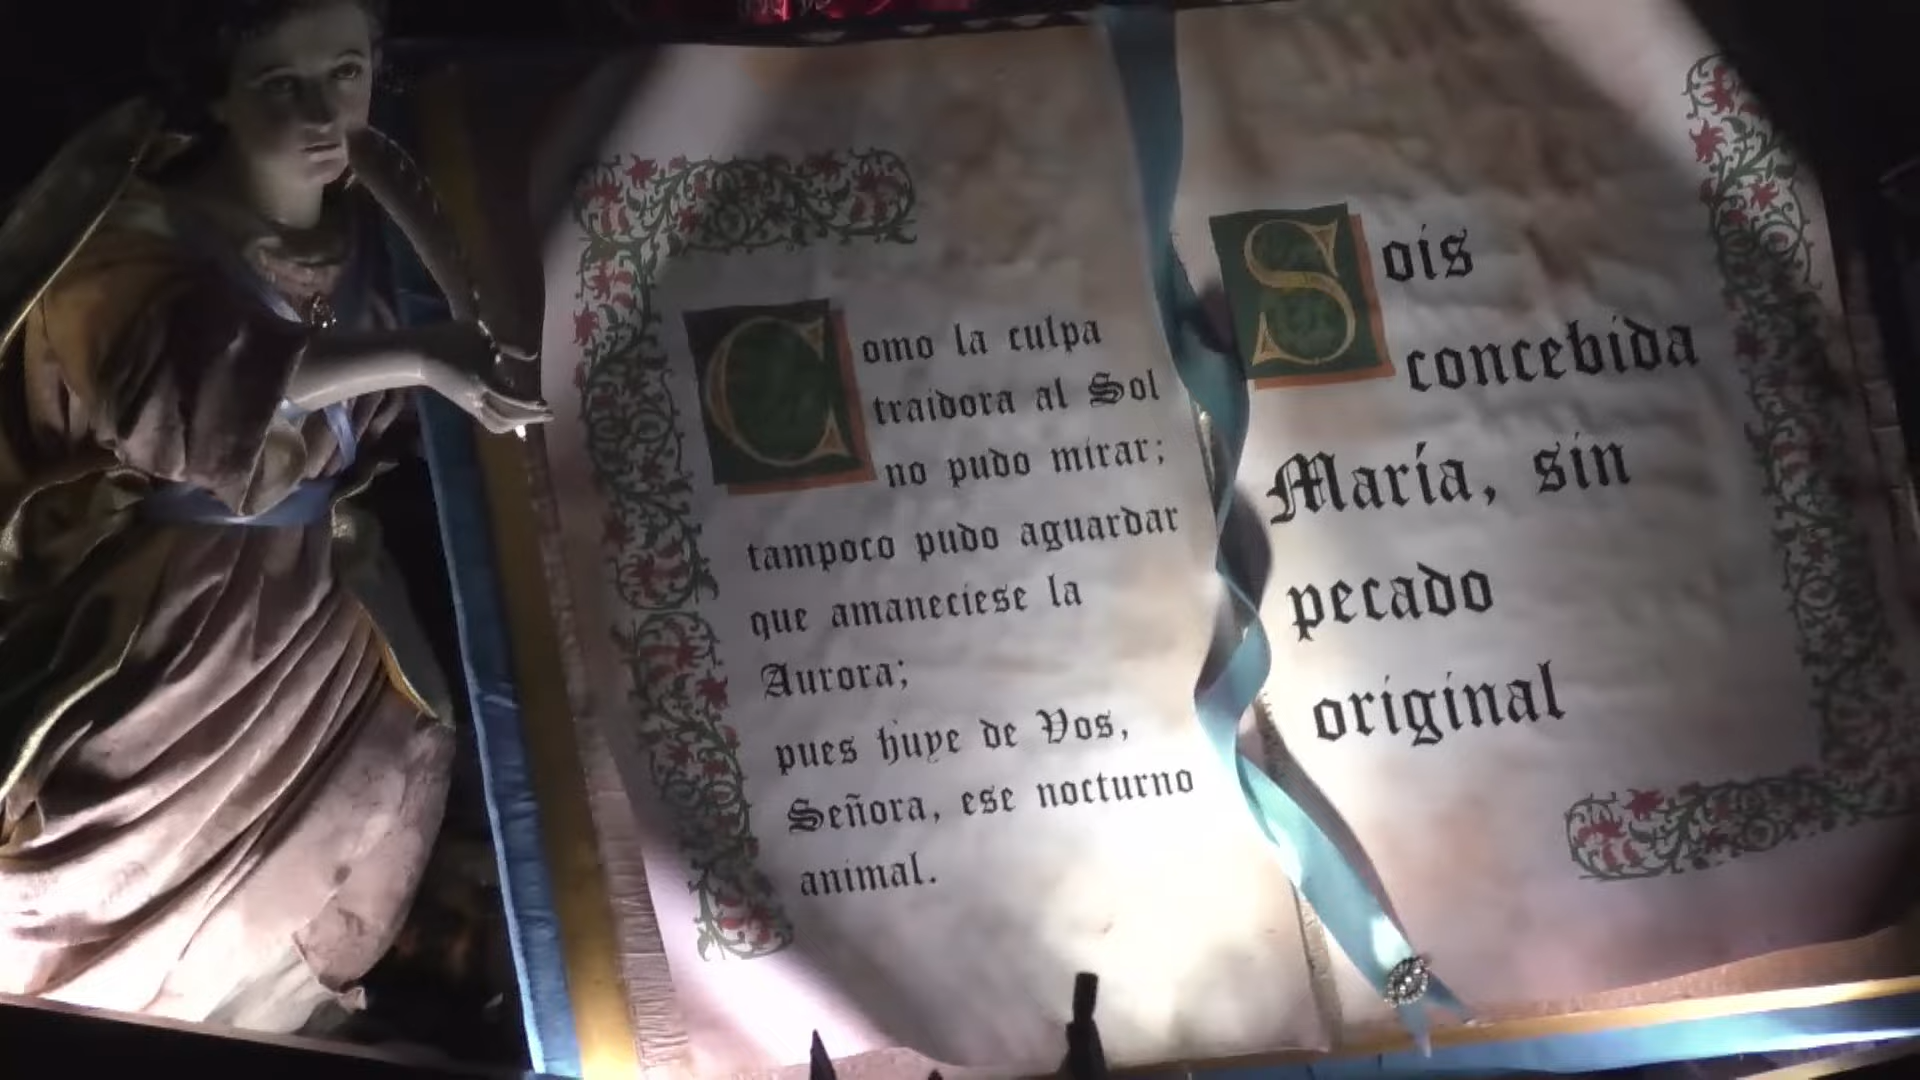 Como la culpa
traidora al Sol
no pudo mirar;
tampoco pudo aguardar
que amaneciese la
Aurora;
pues huye de Vos,
Señora, ese nocturno
animal.
Sois
concebida
María, sin
pecado
original